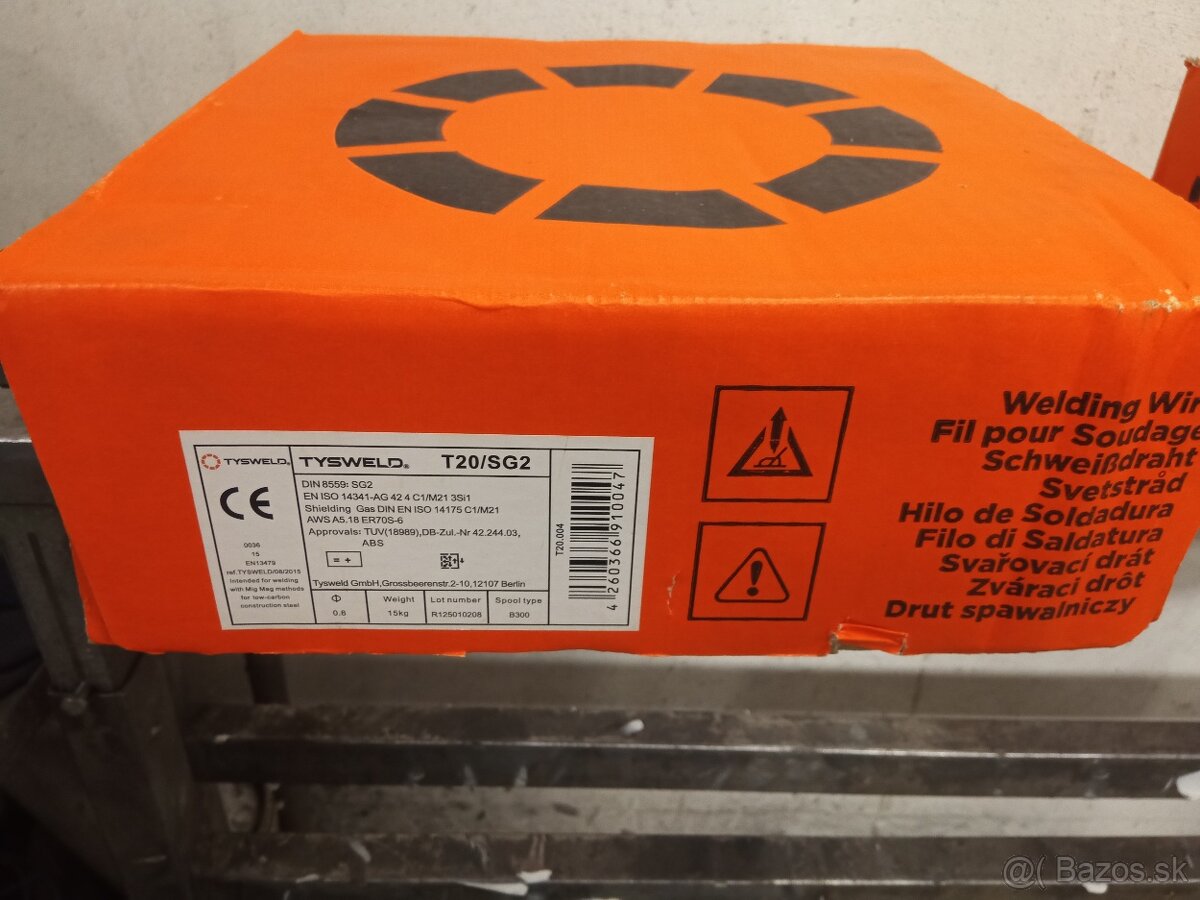 TYSWELD®
CE
0036
15
EN13479
ref.TYSWELD/08/2015
Intended for welding
with Mig Mag methods
for low-carbon
construction steel
TYSWELD® T20/SG2
DIN 8559: SG2
EN ISO 14341-AG 42 4 C1/M21 3Si1
Shielding Gas DIN EN ISO 14175 C1/M21
AWS A5.18 ER70S-6
Approvals: TUV(18989),DB-Zul.-Nr 42.244.03,
ABS
= +
Tysweld GmbH,Grossbeerenstr.2-10,12107 Berlin
Φ Weight Lot number Spool type
0.8 15kg R125010208 B300
T20.004
4 260366 910047
Welding Wir
Fil pour Soudage
Schweißdraht
Svetstråd
Hilo de Soldadura
Filo di Saldatura
Svařovací drát
Zvárací drôt
Drut spawalniczy
@( Bazos.sk